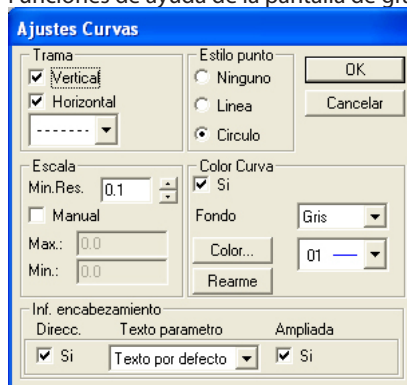 Funciones de ayuda de la pantalla de gr
Ajustes Curvas
Trama
Vertical
Horizontal
Estilo punto
Ninguno
Linea
Circulo
OK
Cancelar
Escala
Min.Res. 0.1
Manual
Max.: 0.0
Min.: 0.0
Color Curva
Si
Fondo Gris
Color... 01
Rearme
Inf. encabezamiento
Direcc. Texto parametro Ampliada
Si Texto por defecto Si